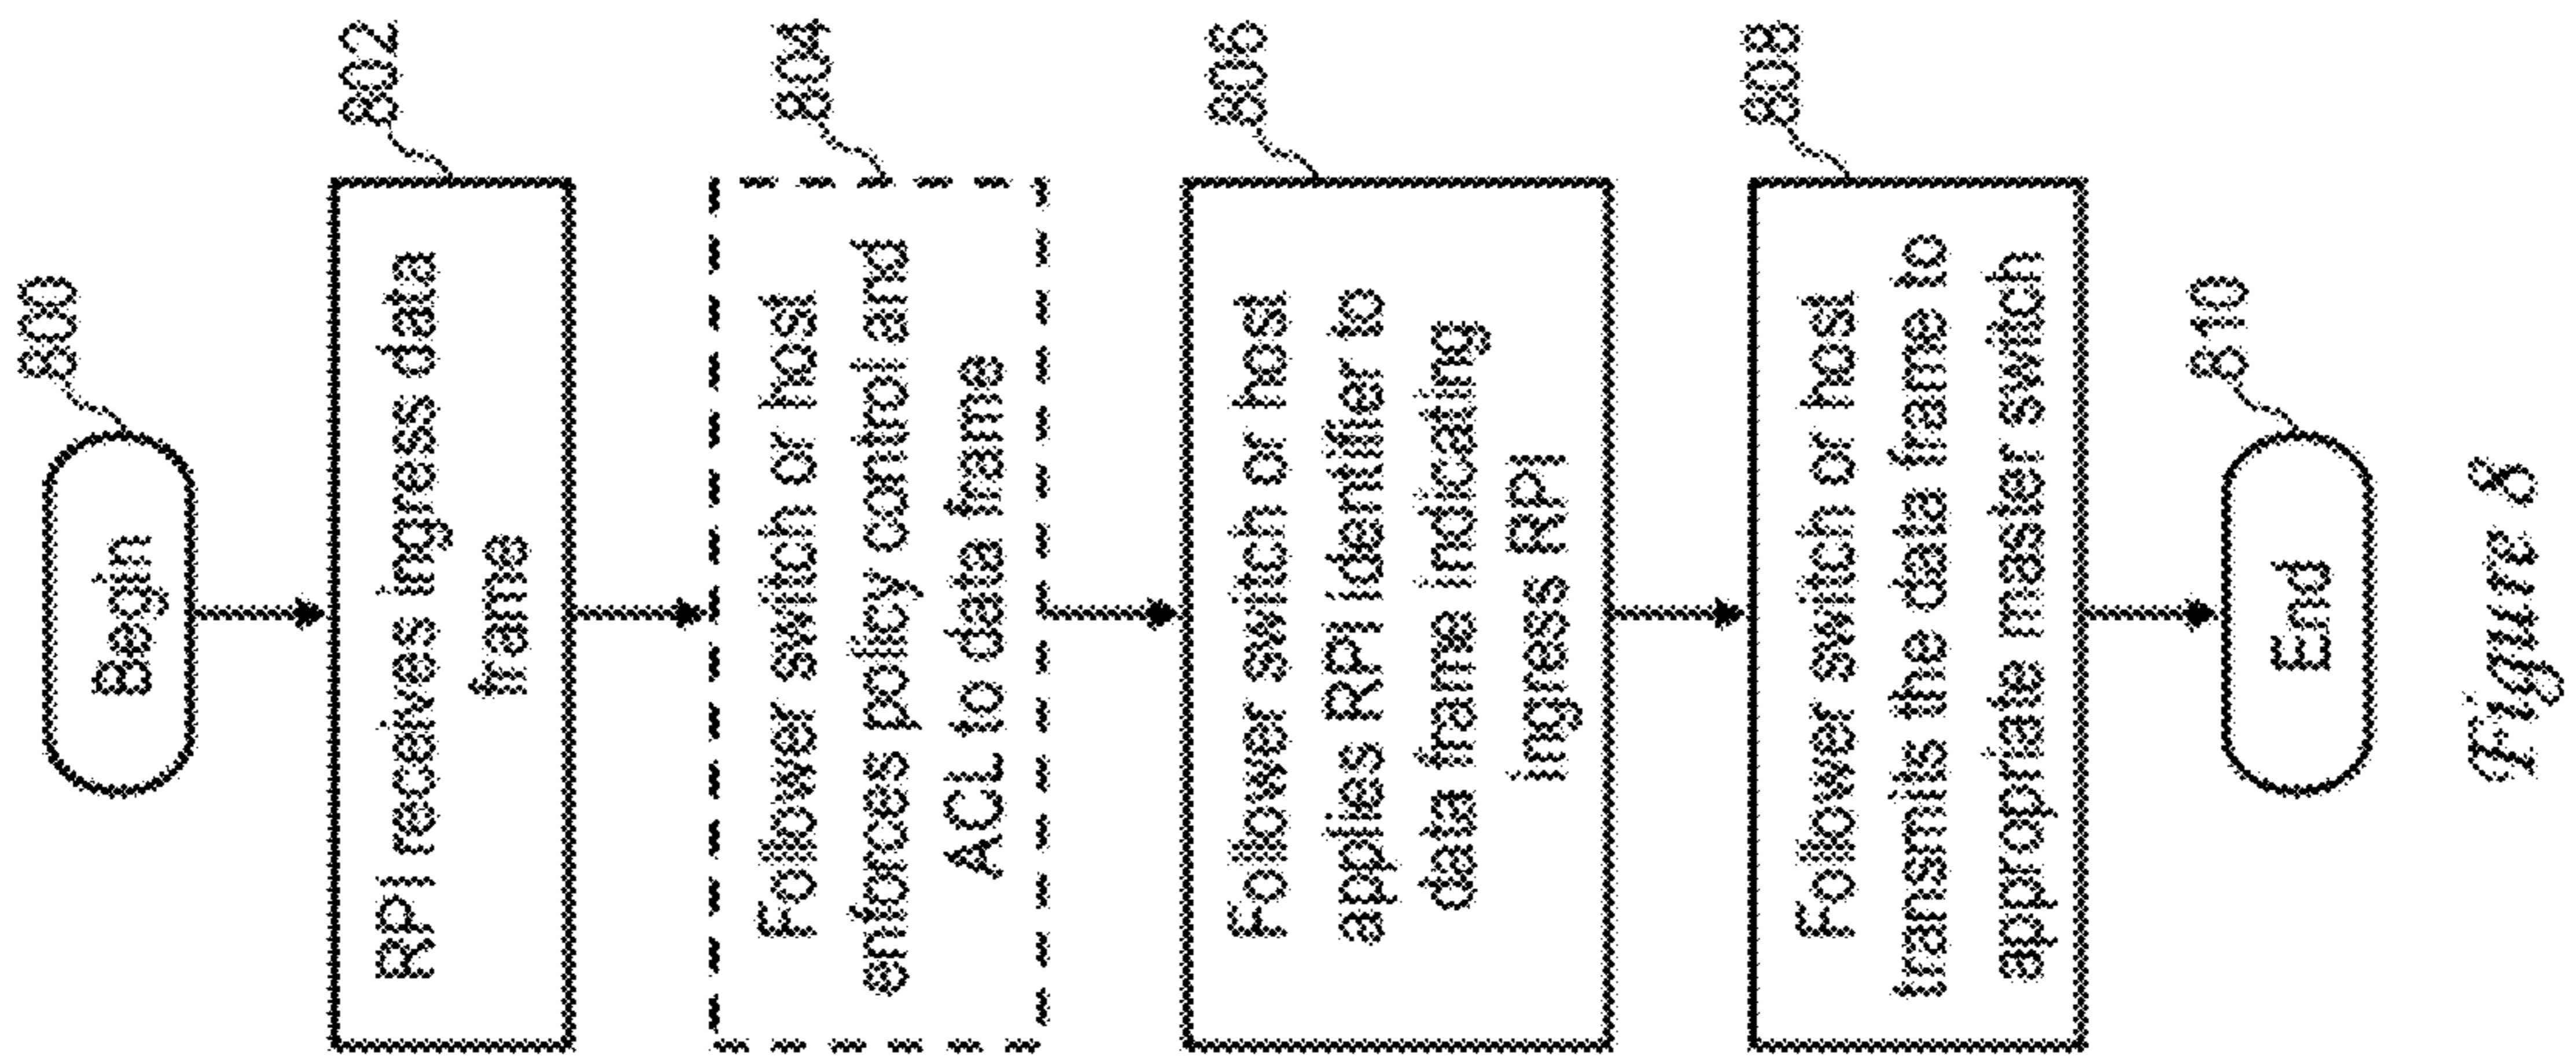 800
Begin
802
RPI receives ingress data
frame
804
Follower switch or host
enforces policy control and
ACL to data frame
806
Follower switch or host
applies RPI identifier to
data frame indicating
ingress RPI
808
Follower switch or host
transmits the data frame to
appropriate master switch
810
End
Figure 8